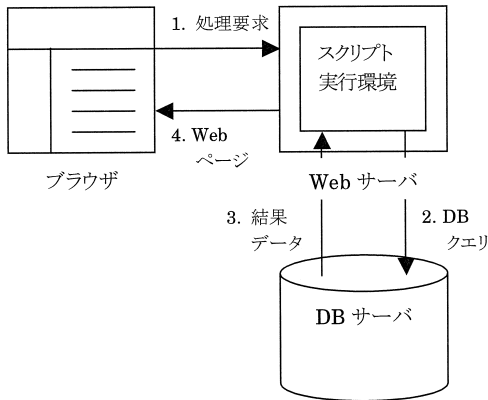 1. 処理要求
スクリプト
実行環境
4. Web
ページ
ブラウザ
Web サーバ
3. 結果
データ
2. DB
クエリ
DB サーバ